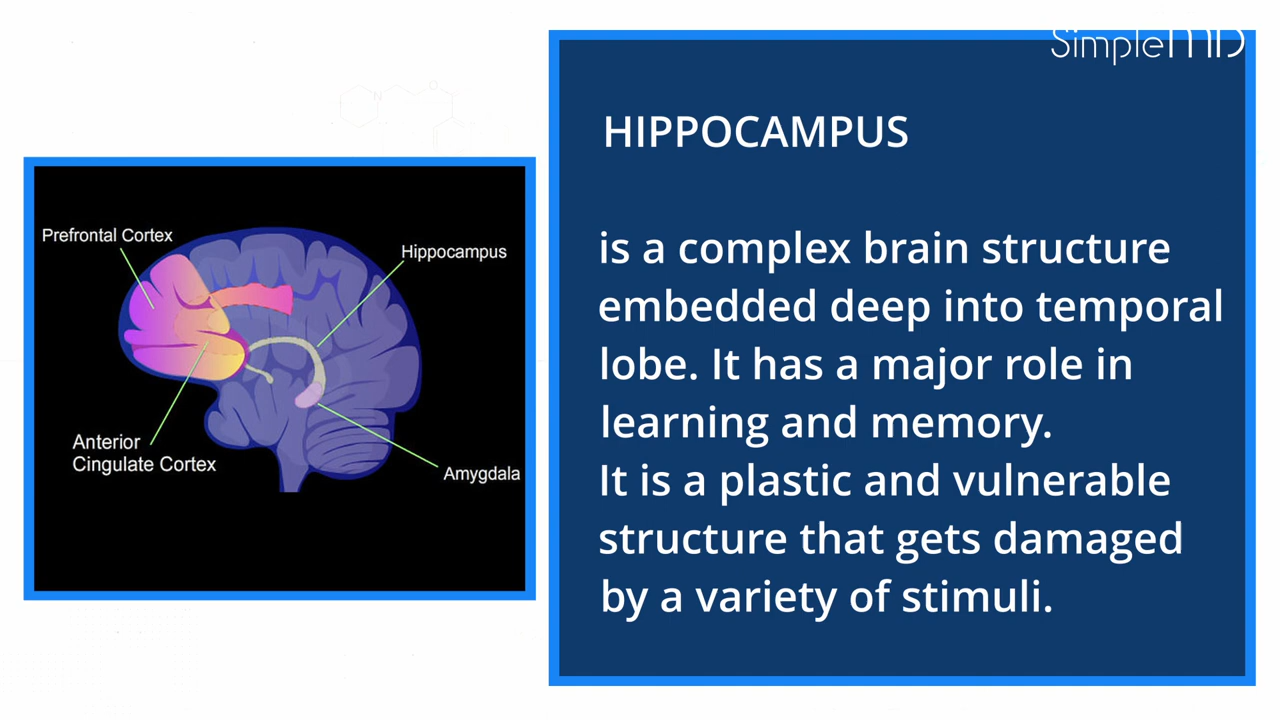 SimpleMD
Prefrontal Cortex
Hippocampus
Anterior
Cingulate Cortex
Amygdala
HIPPOCAMPUS
is a complex brain structure
embedded deep into temporal
lobe. It has a major role in
learning and memory.
It is a plastic and vulnerable
structure that gets damaged
by a variety of stimuli.